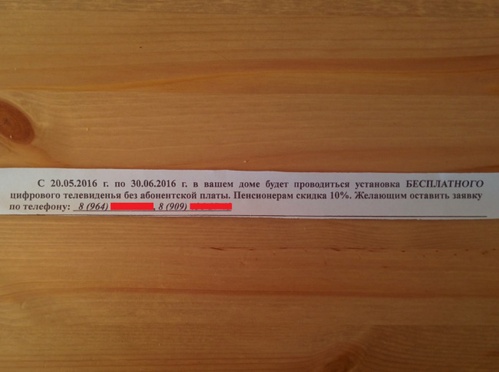 С 20.05.2016 г. по 30.06.2016 г. в вашем доме будет проводиться установка БЕСПЛАТНОГО
цифрового телевиденья без абонентской платы. Пенсионерам скидка 10%. Желающим оставить заявку
по телефону: 8 (964) , 8 (909)